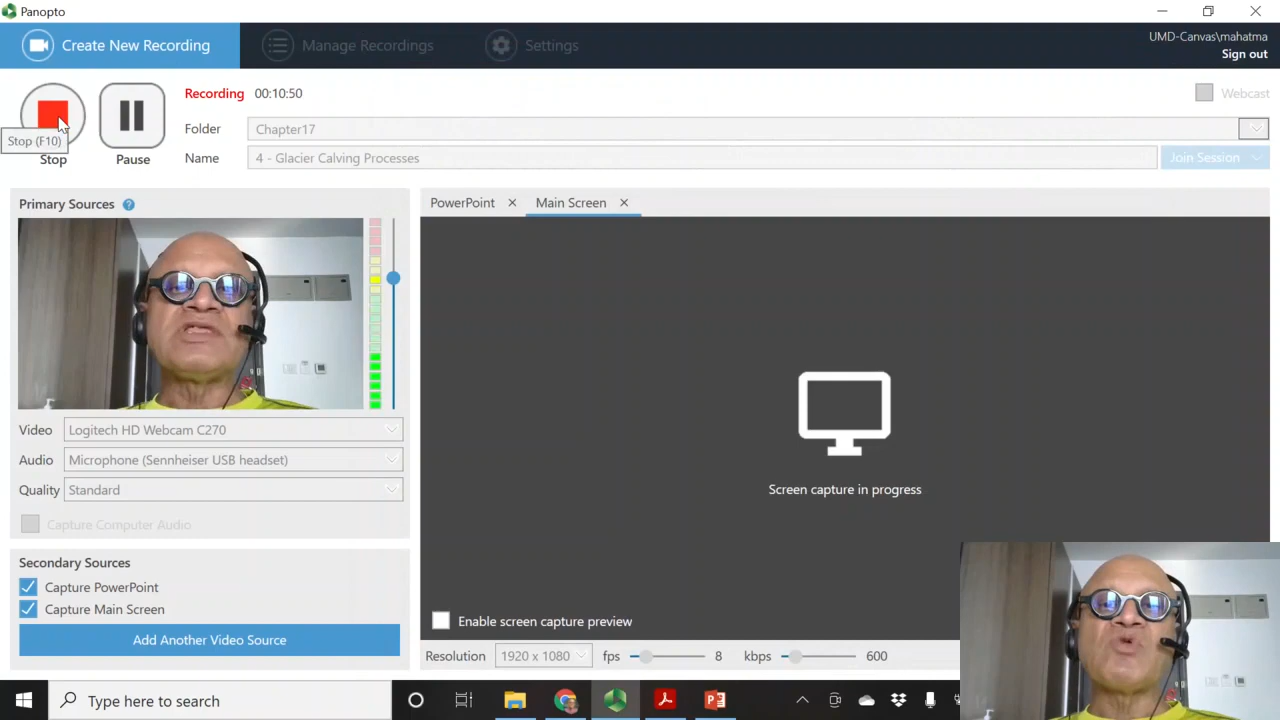 Panopto
Create New Recording
Manage Recordings
Settings
UMD-Canvas\mahatma
Sign out
Recording 00:10:50
Webcast
Folder Chapter17
Stop (F10)
Stop
Pause
Name 4 - Glacier Calving Processes
Join Session
Primary Sources ?
PowerPoint
Main Screen
Video Logitech HD Webcam C270
Audio Microphone (Sennheiser USB headset)
Quality Standard
Capture Computer Audio
Screen capture in progress
Secondary Sources
Capture PowerPoint
Capture Main Screen
Add Another Video Source
Enable screen capture preview
Resolution 1920 x 1080 fps 8 kbps 600
Type here to search